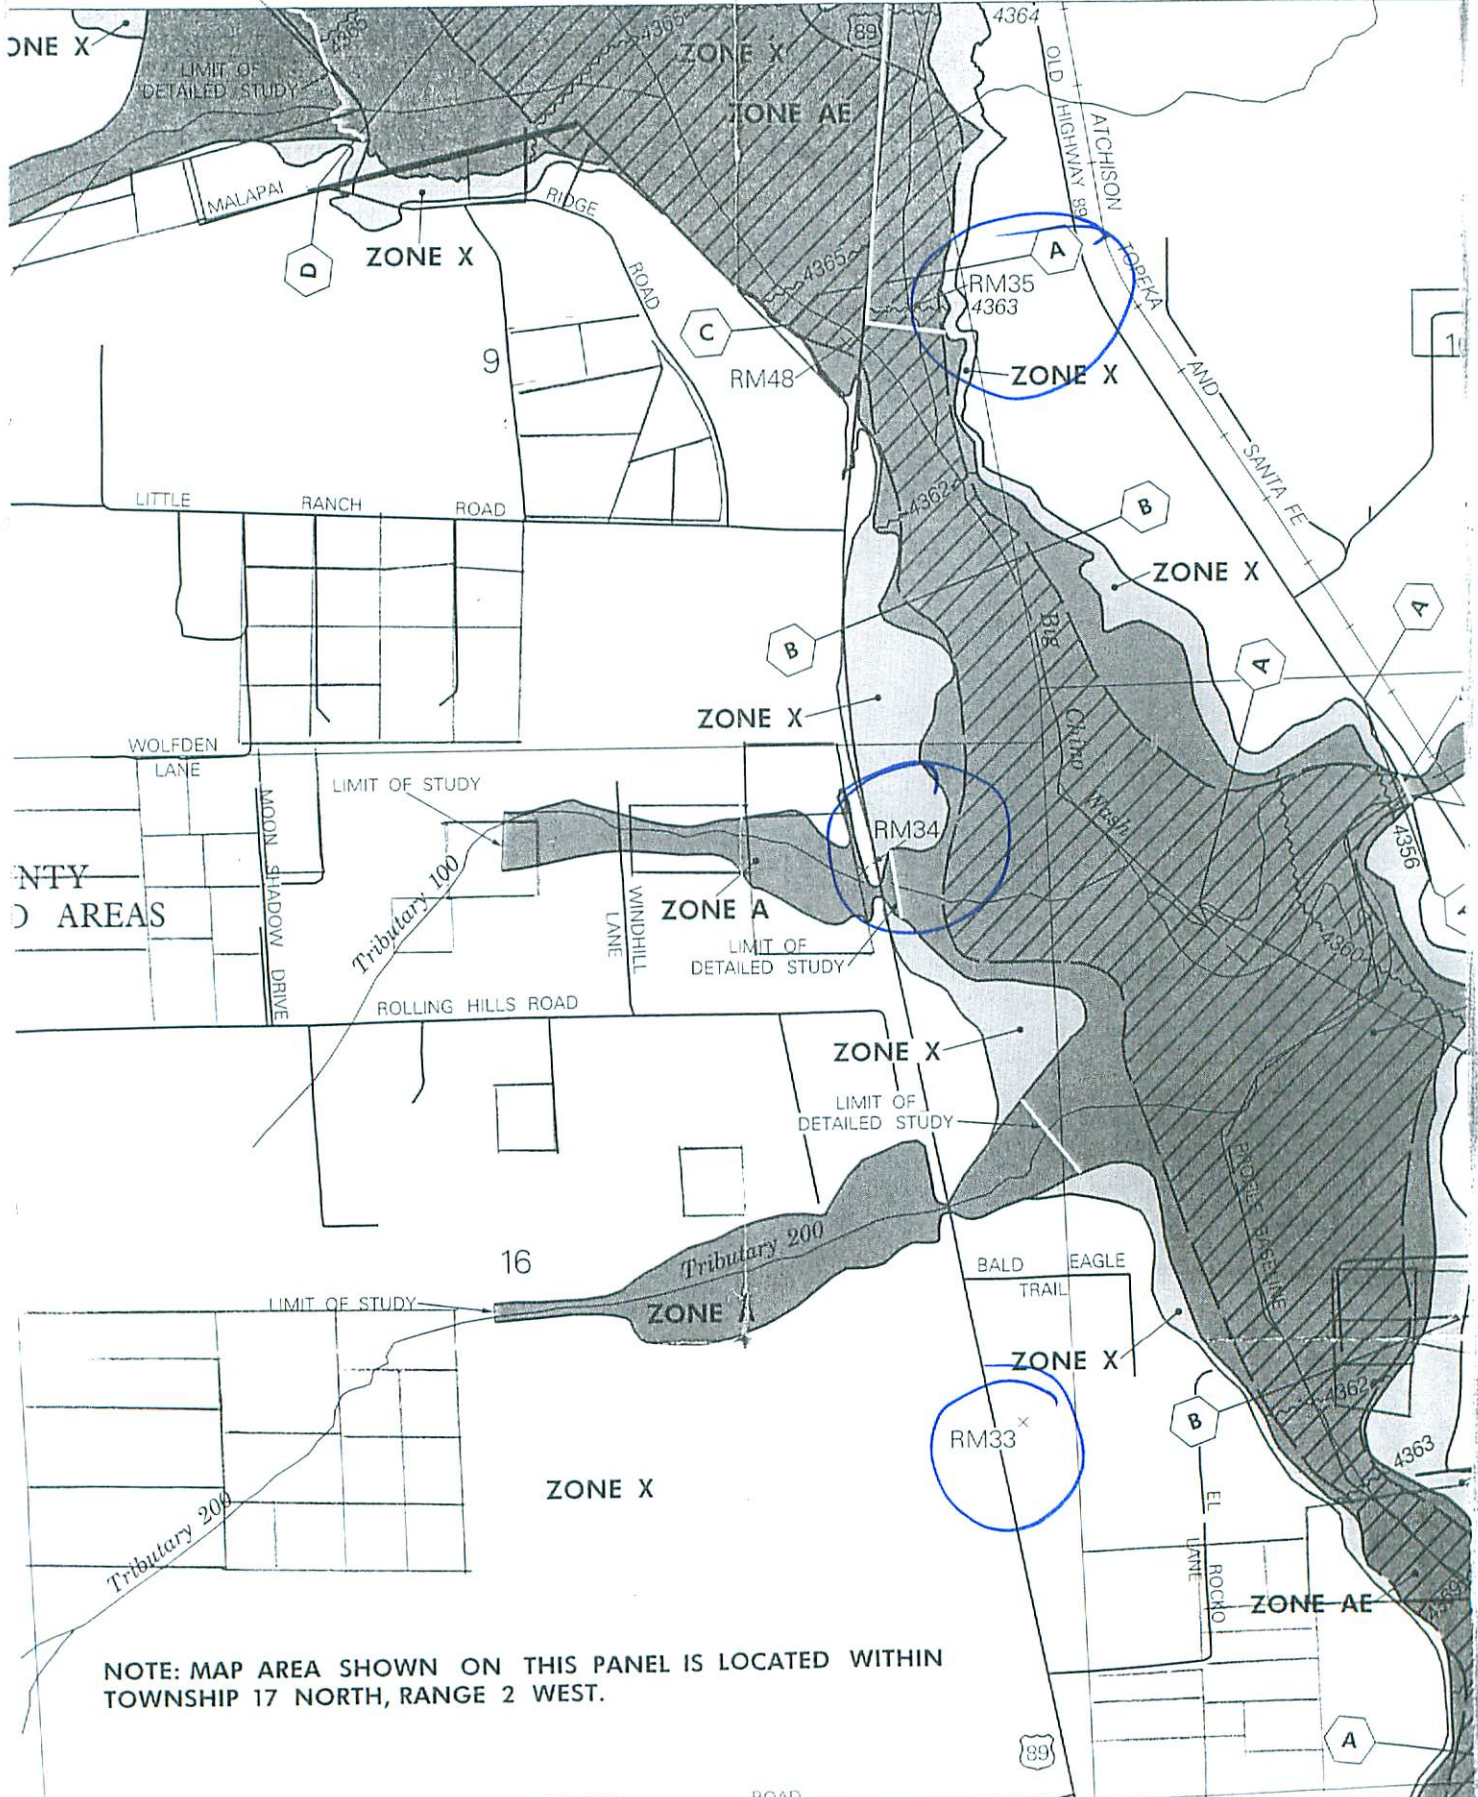 ONE X
LIMIT OF
DETAILED STUDY
4365
4365
ZONE X
89
4364
ZONE AE
OLD HIGHWAY 89
ATCHISON TOPEKA AND SANTA FE
MALAPAI
RIDGE
ROAD
ZONE X
D
4365
A
RM35
4363
C
RM48
ZONE X
9
LITTLE RANCH ROAD
4362
B
ZONE X
A
B
A
Big Chino Wash
ZONE X
WOLFDEN
LANE
LIMIT OF STUDY
RM34
MOON SHADOW DRIVE
NTY
AREAS
Tributary 100
WINDHILL
LANE
ZONE A
LIMIT OF
DETAILED STUDY
4356
4360
ROLLING HILLS ROAD
ZONE X
LIMIT OF
DETAILED STUDY
PROFILE BASELINE
16
Tributary 200
BALD EAGLE
TRAIL
LIMIT OF STUDY
ZONE A
ZONE X
4362
B
RM33
4363
ZONE X
EL ROCKO
LANE
Tributary 200
ZONE AE
NOTE: MAP AREA SHOWN ON THIS PANEL IS LOCATED WITHIN
TOWNSHIP 17 NORTH, RANGE 2 WEST.
89
A